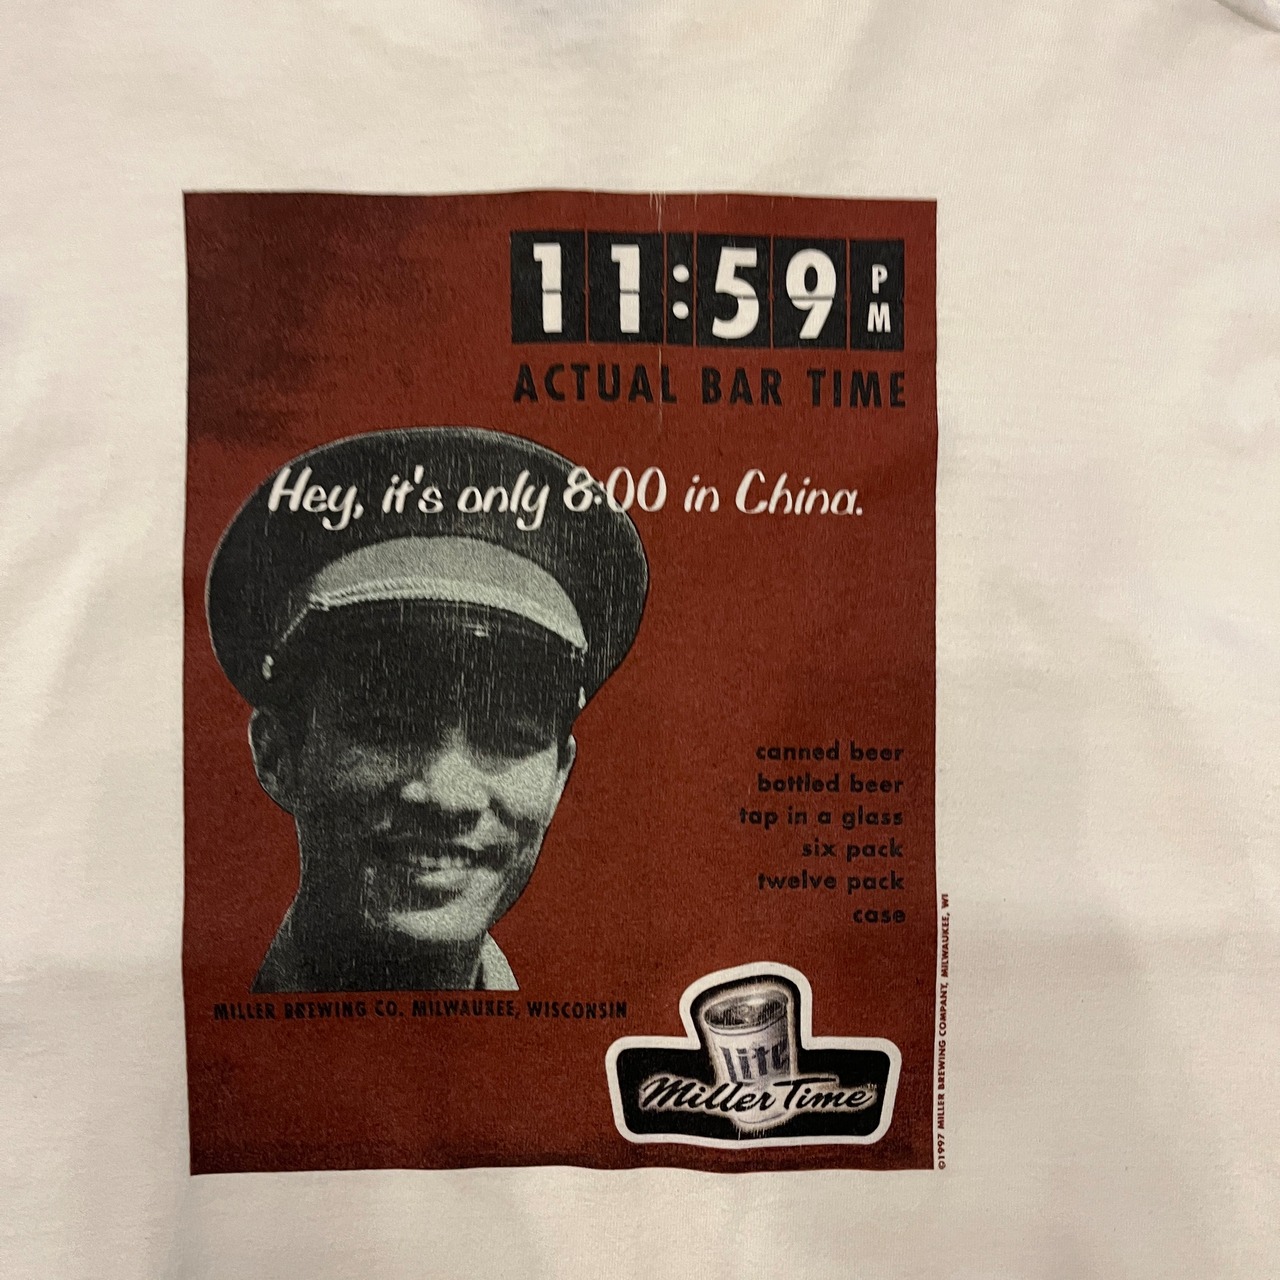 11:59 PM
ACTUAL BAR TIME
Hey, it's only 8:00 in China.
canned beer
bottled beer
tap in a glass
six pack
twelve pack
case
MILLER BREWING CO. MILWAUKEE, WISCONSIN
lite
Miller Time
©1997 MILLER BREWING COMPANY, MILWAUKEE, WI